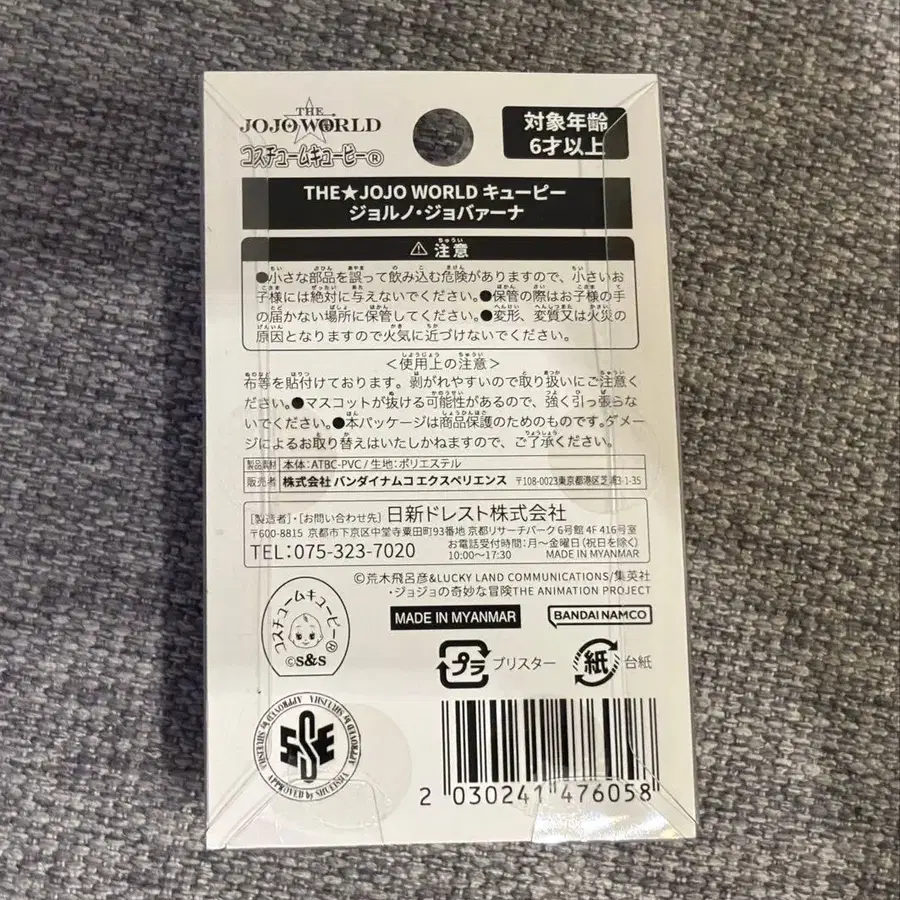 THE
JOJO WORLD
コスチュームキューピー®
対象年齢
6才以上
THE★JOJO WORLD キューピー
ジョルノ・ジョバァーナ
⚠ 注意
●小さな部品を誤って飲み込む危険がありますので、小さいお
子様には絶対に与えないでください。●保管の際はお子様の手
の届かない場所に保管してください。●変形、変質又は火災の
原因となりますので火気に近づけないでください。
<使用上の注意>
布等を貼付けております。剥がれやすいので取り扱いにご注意く
ださい。●マスコットが抜ける可能性があるので、強く引っ張らな
いでください。●本パッケージは商品保護のためのものです。ダメー
ジによるお取り替えはいたしかねますので、ご了承ください。
製品素材 本体:ATBC-PVC / 生地:ポリエステル
販売者 株式会社 バンダイナムコ エクスペリエンス 〒108-0023東京都港区芝浦3-1-35
[製造者]・[お問い合わせ先] 日新ドレスト株式会社
〒600-8815 京都市下京区中堂寺粟田町93番地 京都リサーチパーク6号館 4F 416号室
TEL:075-323-7020 お電話受付時間:月~金曜日(祝日を除く)
10:00~17:30 MADE IN MYANMAR
©荒木飛呂彦&LUCKY LAND COMMUNICATIONS/集英社
・ジョジョの奇妙な冒険THE ANIMATION PROJECT
コスチュームキューピー®
©S&S
MADE IN MYANMAR
BANDAI NAMCO
プラ
ブリスター
紙
台紙
APPROVED by SHUEISHA
2 030241 476058